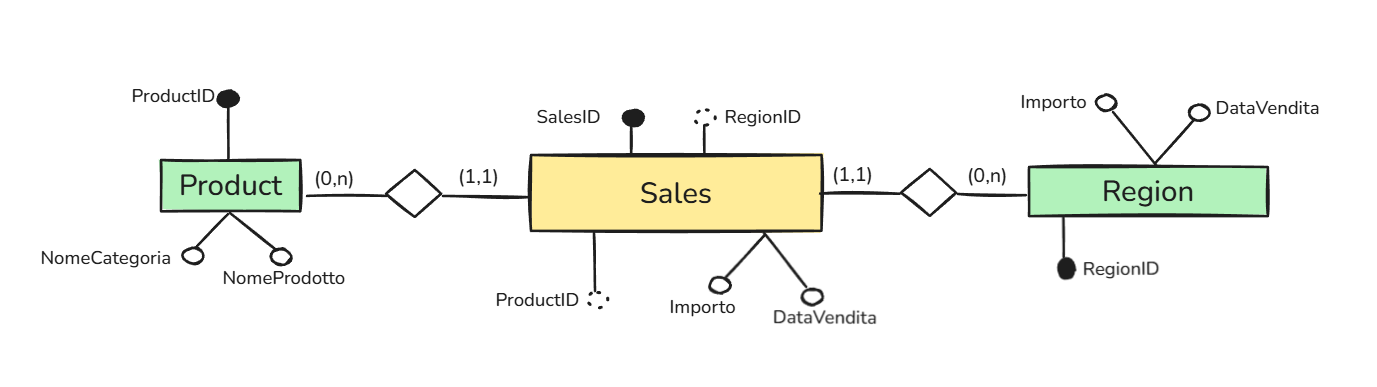 ProductID
Product
NomeCategoria
NomeProdotto
(0,n)
(1,1)
SalesID
RegionID
Sales
ProductID
Importo
DataVendita
(1,1)
(0,n)
Importo
DataVendita
Region
RegionID